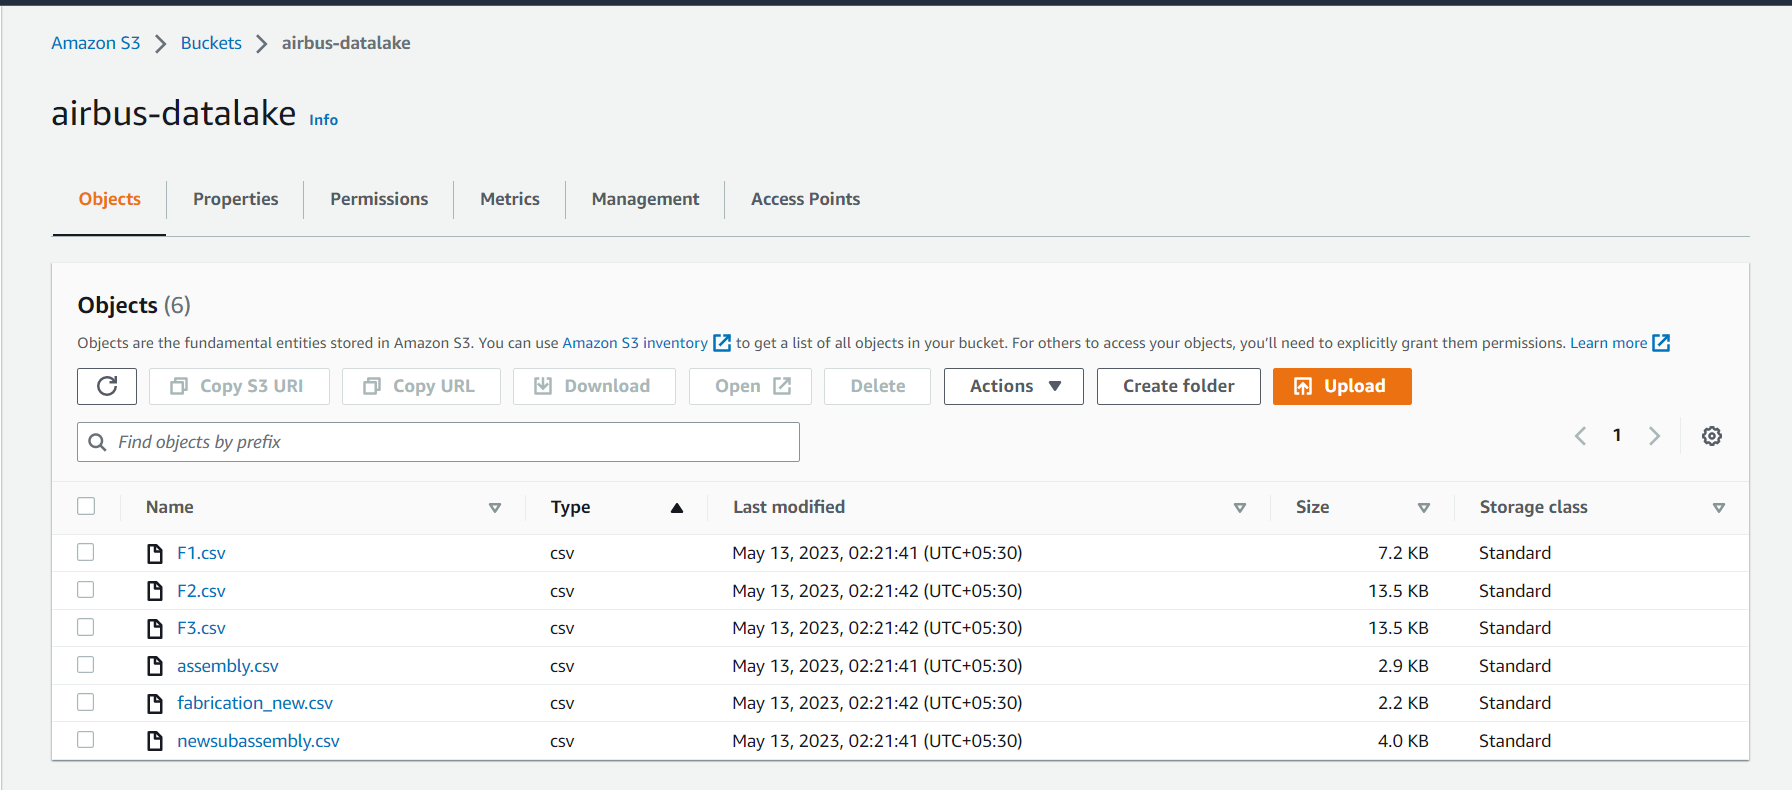 Amazon S3 > Buckets > airbus-datalake
airbus-datalake Info
Objects Properties Permissions Metrics Management Access Points
Objects (6)
Objects are the fundamental entities stored in Amazon S3. You can use Amazon S3 inventory to get a list of all objects in your bucket. For others to access your objects, you'll need to explicitly grant them permissions. Learn more
Copy S3 URI Copy URL Download Open Delete Actions Create folder Upload
Find objects by prefix
1
Name Type Last modified Size Storage class
F1.csv csv May 13, 2023, 02:21:41 (UTC+05:30) 7.2 KB Standard
F2.csv csv May 13, 2023, 02:21:42 (UTC+05:30) 13.5 KB Standard
F3.csv csv May 13, 2023, 02:21:42 (UTC+05:30) 13.5 KB Standard
assembly.csv csv May 13, 2023, 02:21:41 (UTC+05:30) 2.9 KB Standard
fabrication_new.csv csv May 13, 2023, 02:21:42 (UTC+05:30) 2.2 KB Standard
newsubassembly.csv csv May 13, 2023, 02:21:41 (UTC+05:30) 4.0 KB Standard